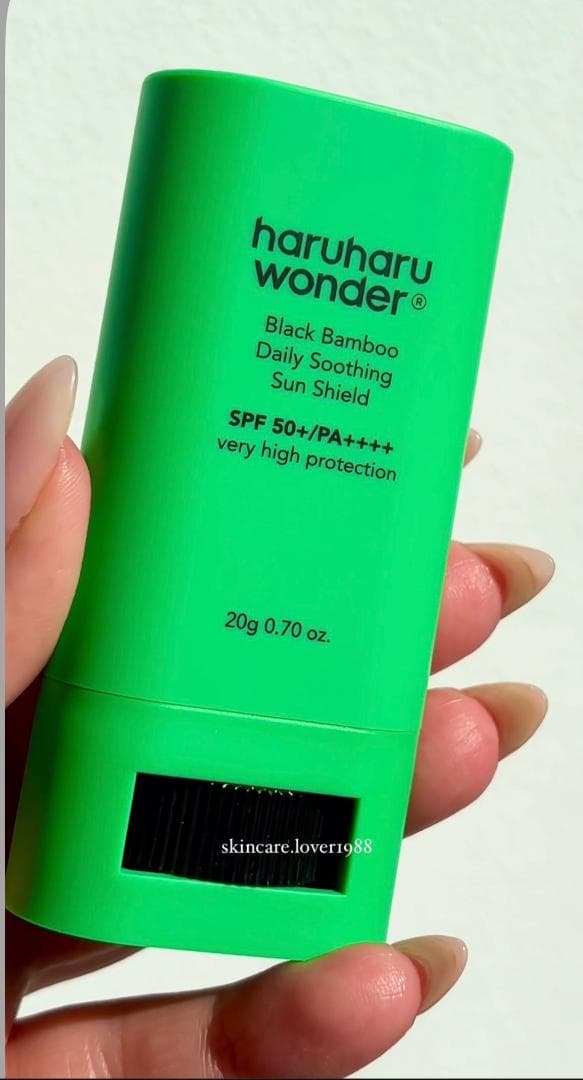 haruharu
wonder®
Black Bamboo
Daily Soothing
Sun Shield
SPF 50+/PA++++
very high protection
20g 0.70 oz.
skincare.lover1988